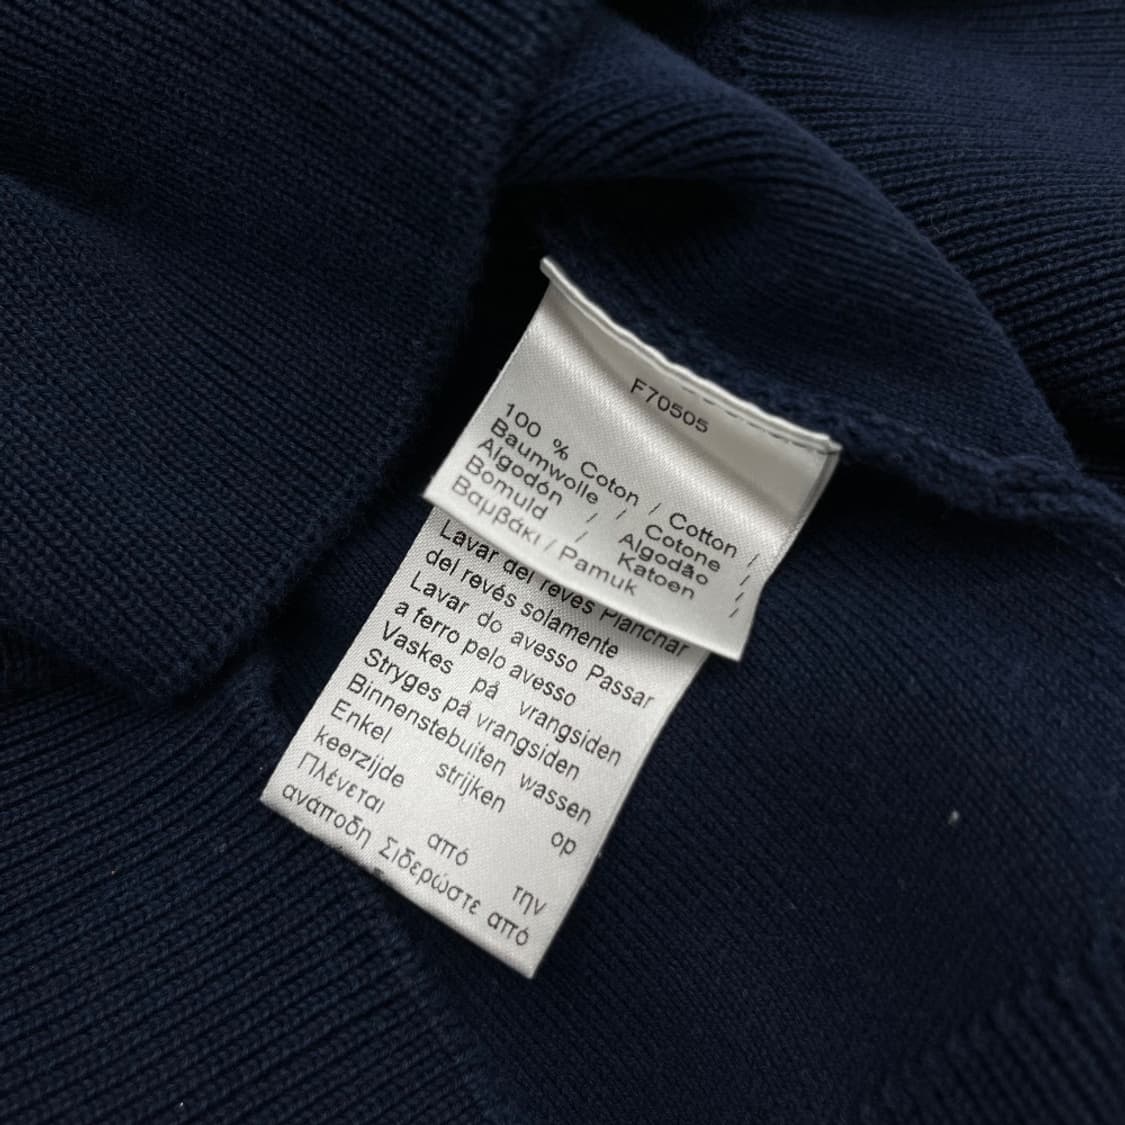 F70505
100 % Coton / Cotton /
Baumwolle / Cotone /
Algodón / Algodão /
Bomuld / Katoen /
Βαμβάκι / Pamuk
Lavar del revés Planchar
del revés solamente
Lavar do avesso Passar
a ferro pelo avesso
Vaskes på vrangsiden
Stryges på vrangsiden
Binnenstebuiten wassen
Enkel strijken op
keerzijde
Πλένεται από την
ανάποδη Σιδερώστε από